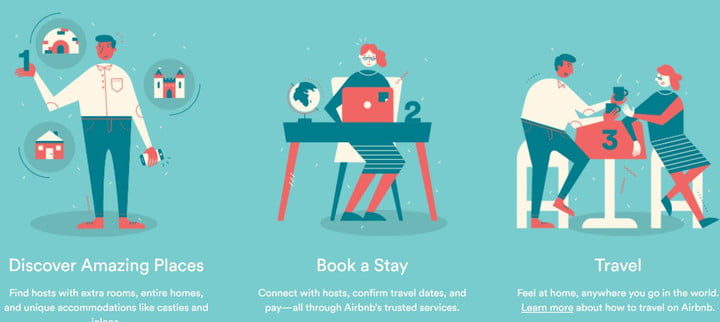 1
2
3
Discover Amazing Places
Find hosts with extra rooms, entire homes,
and unique accommodations like castles and
Book a Stay
Connect with hosts, confirm travel dates, and
pay—all through Airbnb's trusted services.
Travel
Feel at home, anywhere you go in the world.
Learn more about how to travel on Airbnb.